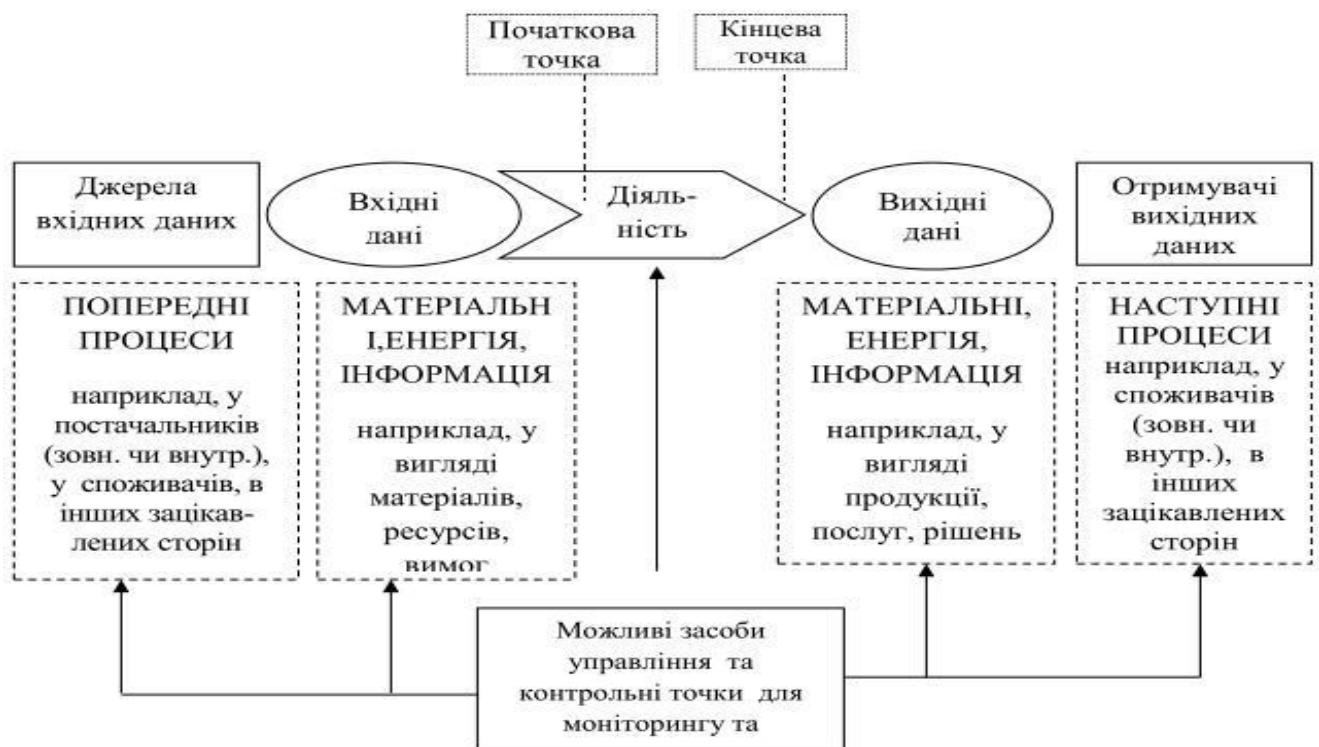 Початкова
точка
Кінцева
точка
Джерела
вхідних даних
Вхідні
дані
Діяль-
ність
Вихідні
дані
Отримувачі
вихідних
даних
ПОПЕРЕДНІ
ПРОЦЕСИ
наприклад, у
постачальників
(зовн. чи внутр.),
у споживачів, в
інших зацікав-
лених сторін
МАТЕРІАЛЬН
І,ЕНЕРГІЯ,
ІНФОРМАЦІЯ
наприклад, у
вигляді
матеріалів,
ресурсів,
вимог
МАТЕРІАЛЬНІ,
ЕНЕРГІЯ,
ІНФОРМАЦІЯ
наприклад, у
вигляді
продукції,
послуг, рішень
НАСТУПНІ
ПРОЦЕСИ
наприклад, у
споживачів
(зовн. чи
внутр.), в
інших
зацікавлених
сторін
Можливі засоби
управління та
контрольні точки для
моніторингу та